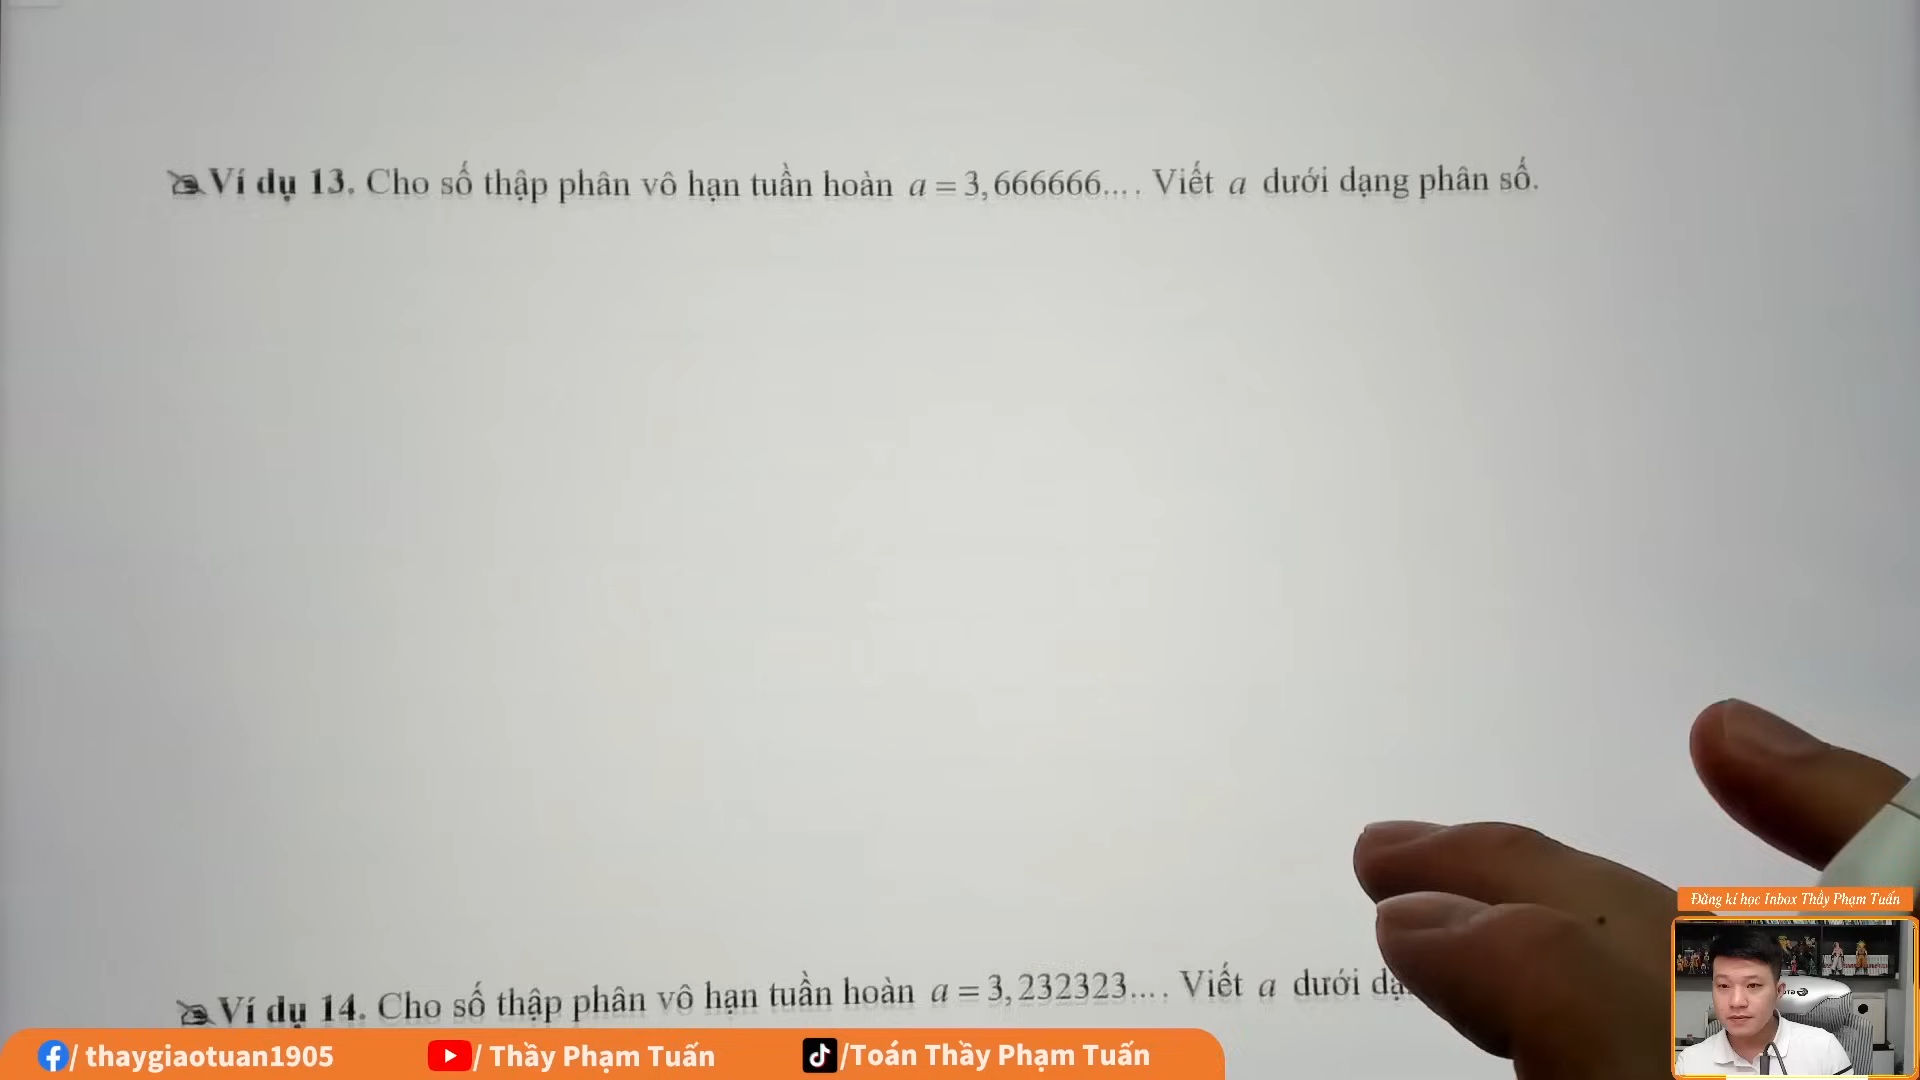 Ví dụ 13. Cho số thập phân vô hạn tuần hoàn a = 3,666666.... Viết a dưới dạng phân số.
Ví dụ 14. Cho số thập phân vô hạn tuần hoàn a = 3,232323.... Viết a dưới
Đăng kí học Inbox Thầy Phạm Tuấn
/ thaygiaotuan1905 / Thầy Phạm Tuấn /Toán Thầy Phạm Tuấn